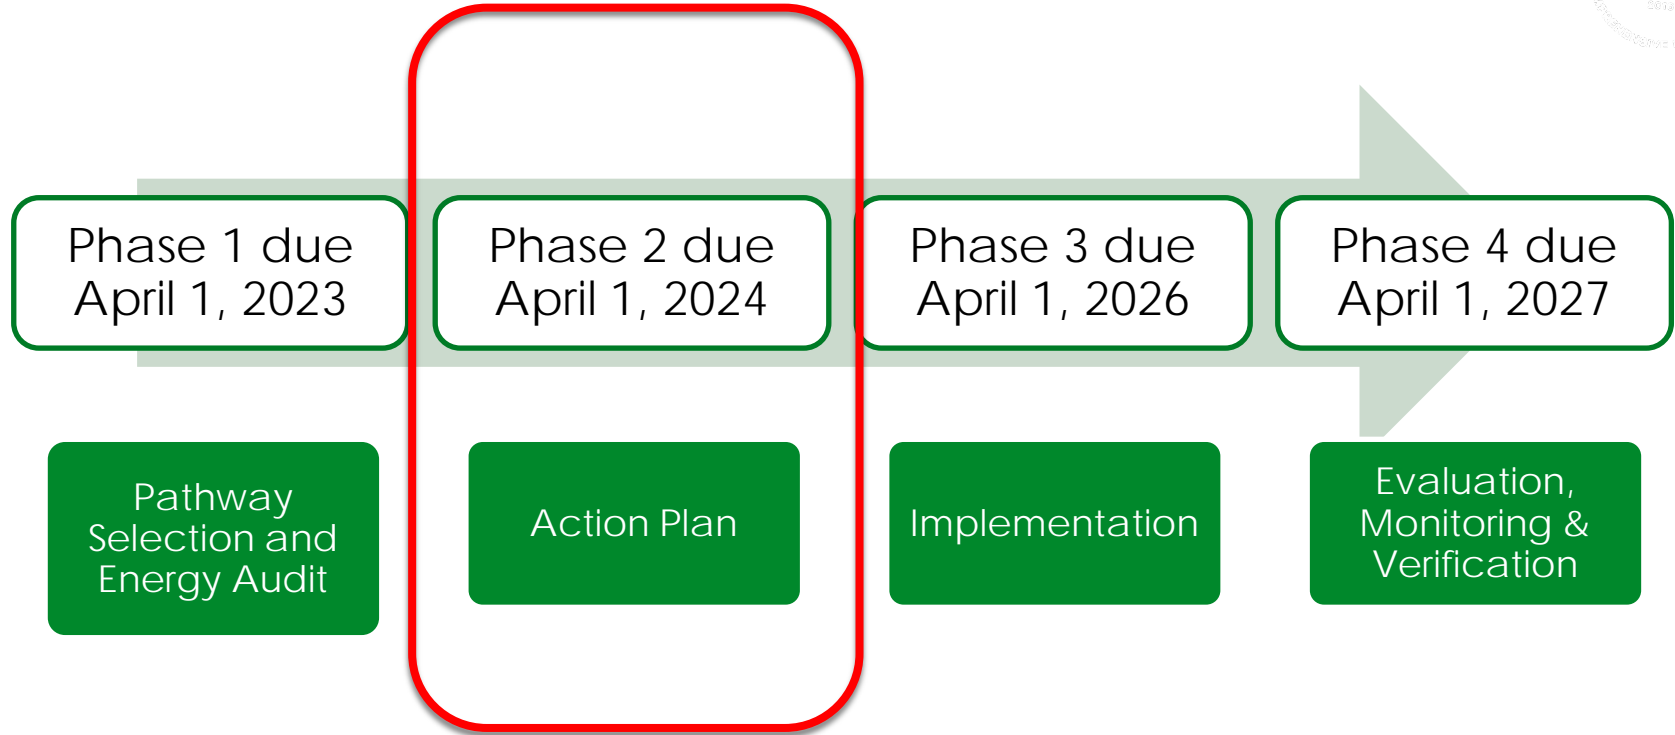 Phase 1 due
April 1, 2023
Phase 2 due
April 1, 2024
Phase 3 due
April 1, 2026
Phase 4 due
April 1, 2027
Pathway
Selection and
Energy Audit
Action Plan
Implementation
Evaluation,
Monitoring &
Verification